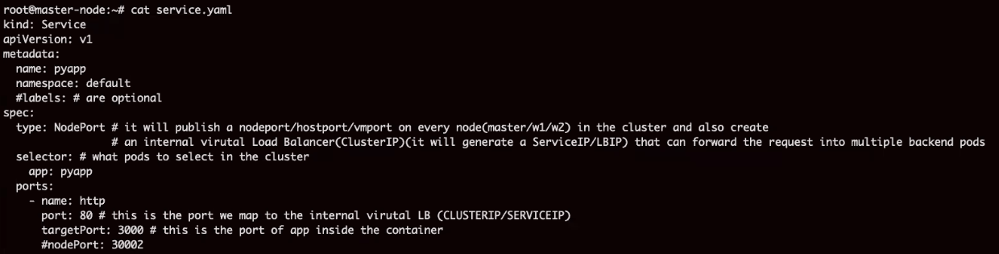 root@master-node:~# cat service.yaml
kind: Service
apiVersion: v1
metadata:
  name: pyapp
  namespace: default
  #labels: # are optional
spec:
  type: NodePort # it will publish a nodeport/hostport/vmport on every node(master/w1/w2) in the cluster and also create
                 # an internal virutal Load Balancer(ClusterIP)(it will generate a ServiceIP/LBIP) that can forward the request into multiple backend pods
  selector: # what pods to select in the cluster
    app: pyapp
  ports:
    - name: http
      port: 80 # this is the port we map to the internal virutal LB (CLUSTERIP/SERVICEIP)
      targetPort: 3000 # this is the port of app inside the container
      #nodePort: 30002